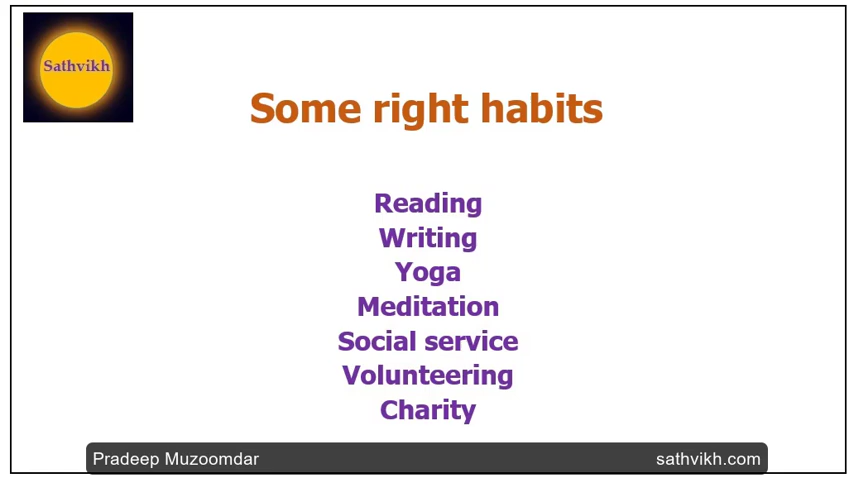 Sathvikh
Some right habits
Reading
Writing
Yoga
Meditation
Social service
Volunteering
Charity
Pradeep Muzoomdar sathvikh.com